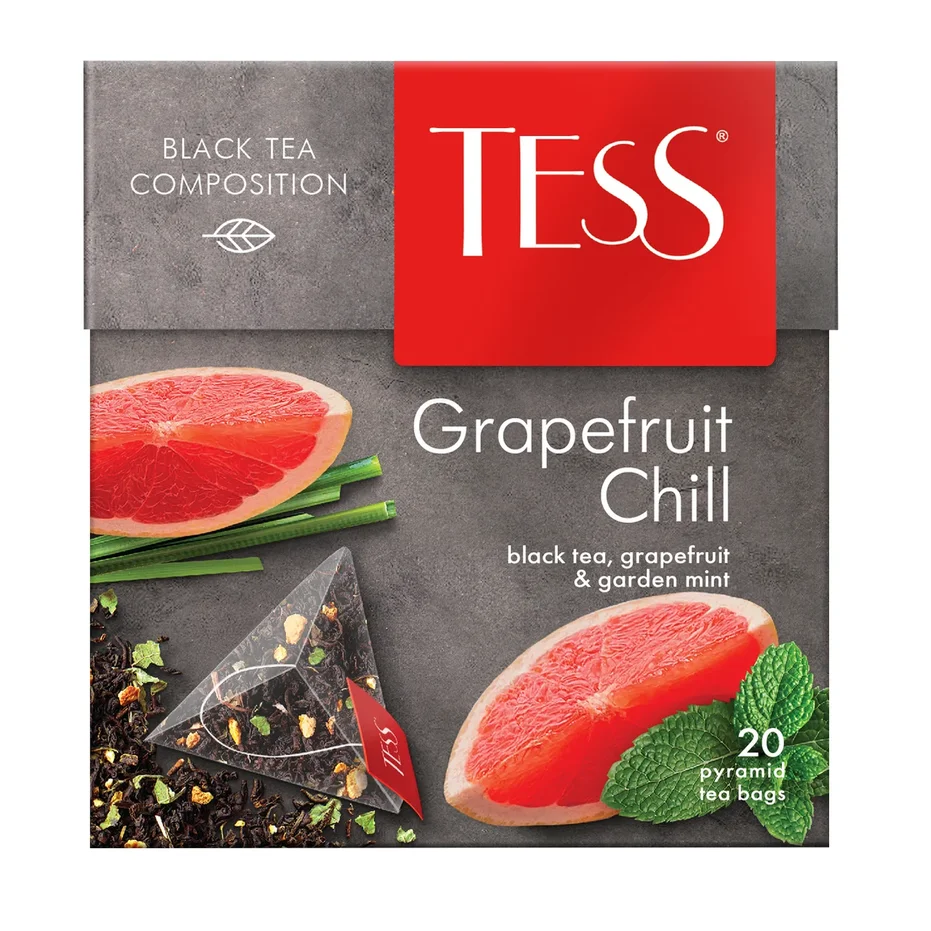 BLACK TEA
COMPOSITION
TESS®
Grapefruit
Chill
black tea, grapefruit
& garden mint
TESS
20
pyramid
tea bags